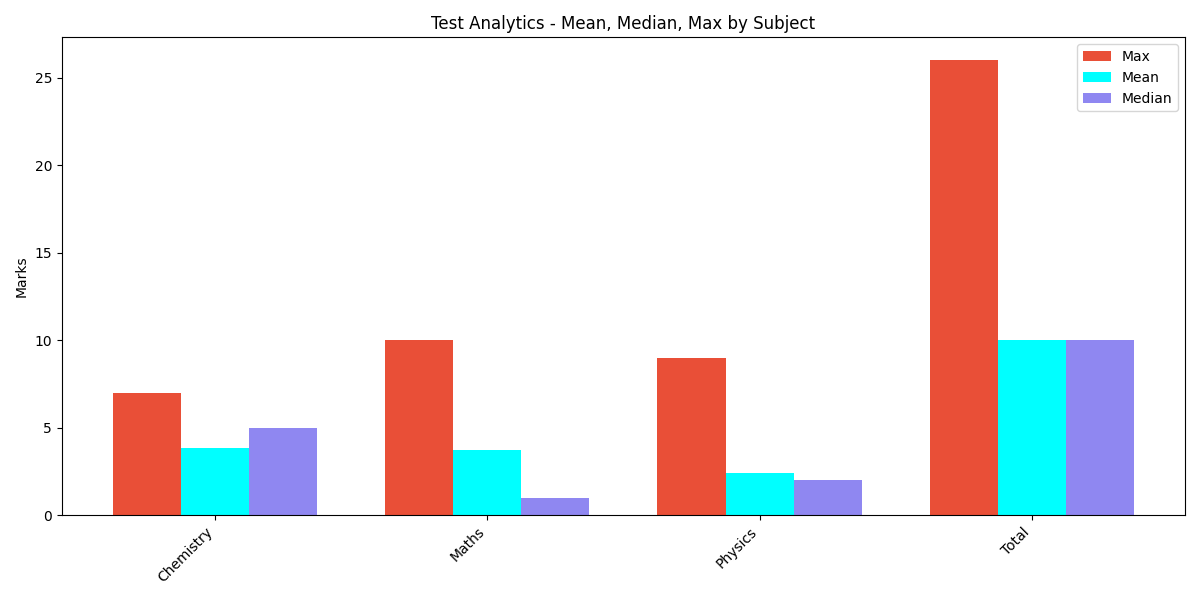 Test Analytics - Mean, Median, Max by Subject
Max
Mean
Median
Marks
25
20
15
10
5
0
Chemistry
Maths
Physics
Total